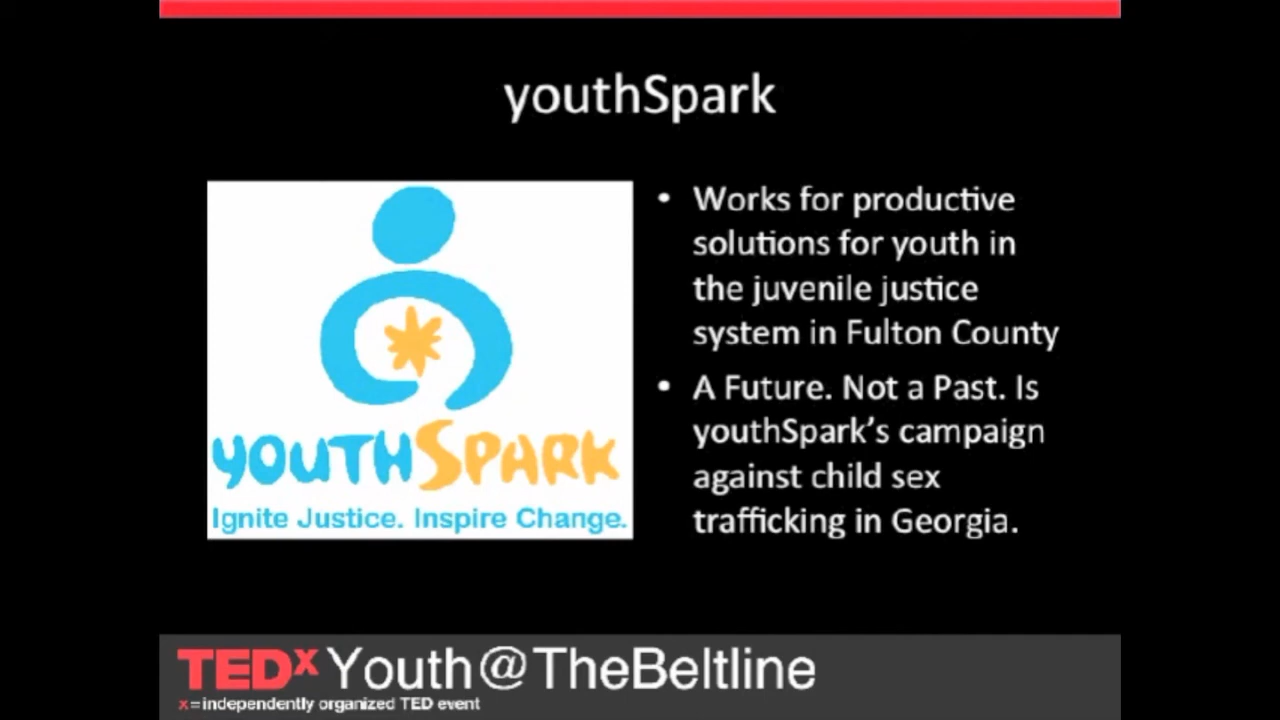 youthSpark
YOUTHSPARK
Ignite Justice. Inspire Change.
• Works for productive
solutions for youth in
the juvenile justice
system in Fulton County
• A Future. Not a Past. Is
youthSpark's campaign
against child sex
trafficking in Georgia.
TEDx Youth@TheBeltline
x=independently organized TED event